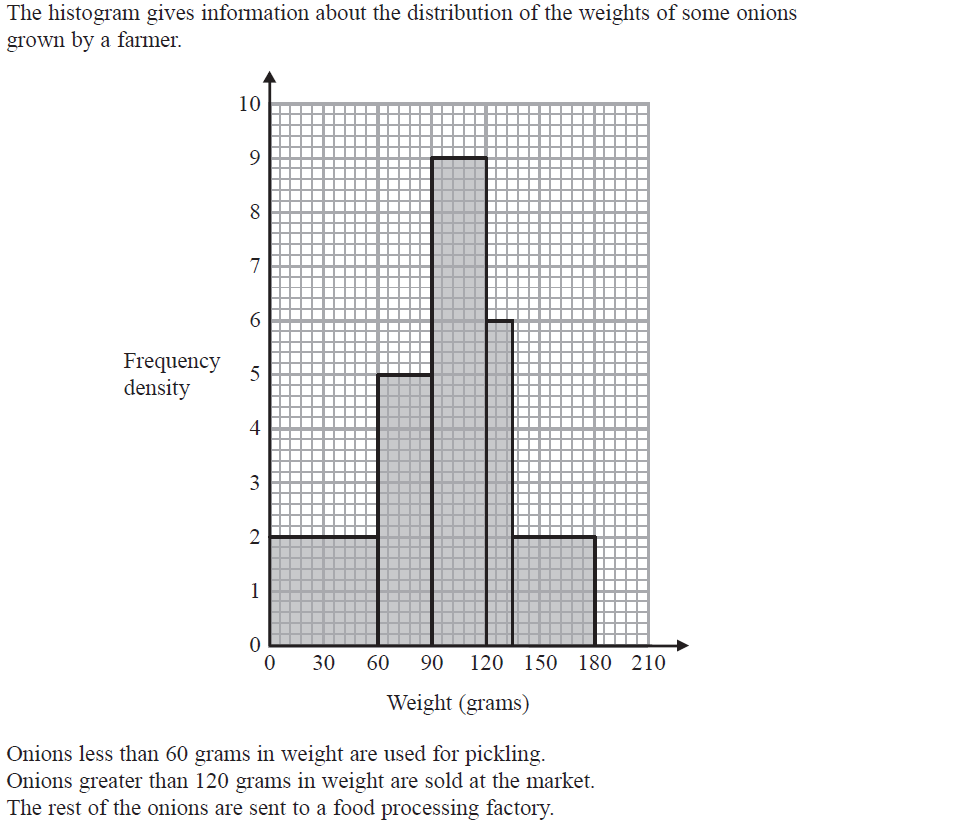 The histogram gives information about the distribution of the weights of some onions
grown by a farmer.
10
9
8
7
6
Frequency
density
5
4
3
2
1
0
0 30 60 90 120 150 180 210
Weight (grams)
Onions less than 60 grams in weight are used for pickling.
Onions greater than 120 grams in weight are sold at the market.
The rest of the onions are sent to a food processing factory.